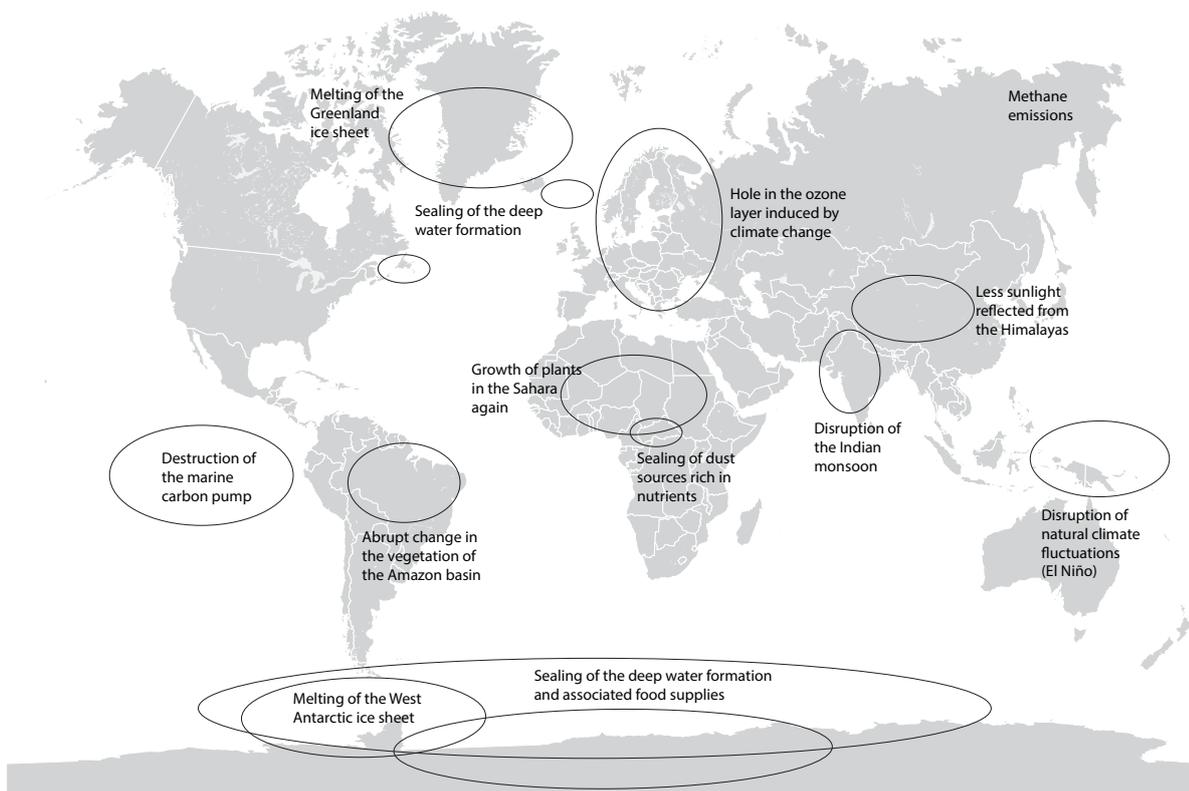 Melting of the
Greenland
ice sheet
Methane
emissions
Sealing of the deep
water formation
Hole in the ozone
layer induced by
climate change
Less sunlight
reflected from
the Himalayas
Growth of plants
in the Sahara
again
Disruption of
the Indian
monsoon
Sealing of dust
sources rich in
nutrients
Destruction of
the marine
carbon pump
Abrupt change in
the vegetation of
the Amazon basin
Disruption of
natural climate
fluctuations
(El Niño)
Sealing of the deep water formation
and associated food supplies
Melting of the West
Antarctic ice sheet